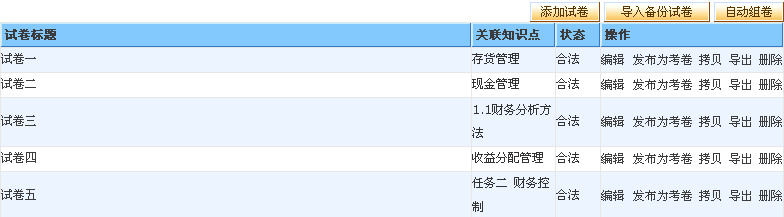 添加试卷 导入备份试卷 自动组卷
试卷标题 关联知识点 状态 操作
试卷一 存货管理 合法 编辑 发布为考卷 拷贝 导出 删除
试卷二 现金管理 合法 编辑 发布为考卷 拷贝 导出 删除
试卷三 1.1财务分析方 合法 编辑 发布为考卷 拷贝 导出 删除
法
试卷四 收益分配管理 合法 编辑 发布为考卷 拷贝 导出 删除
试卷五 任务二 财务控 合法 编辑 发布为考卷 拷贝 导出 删除
制